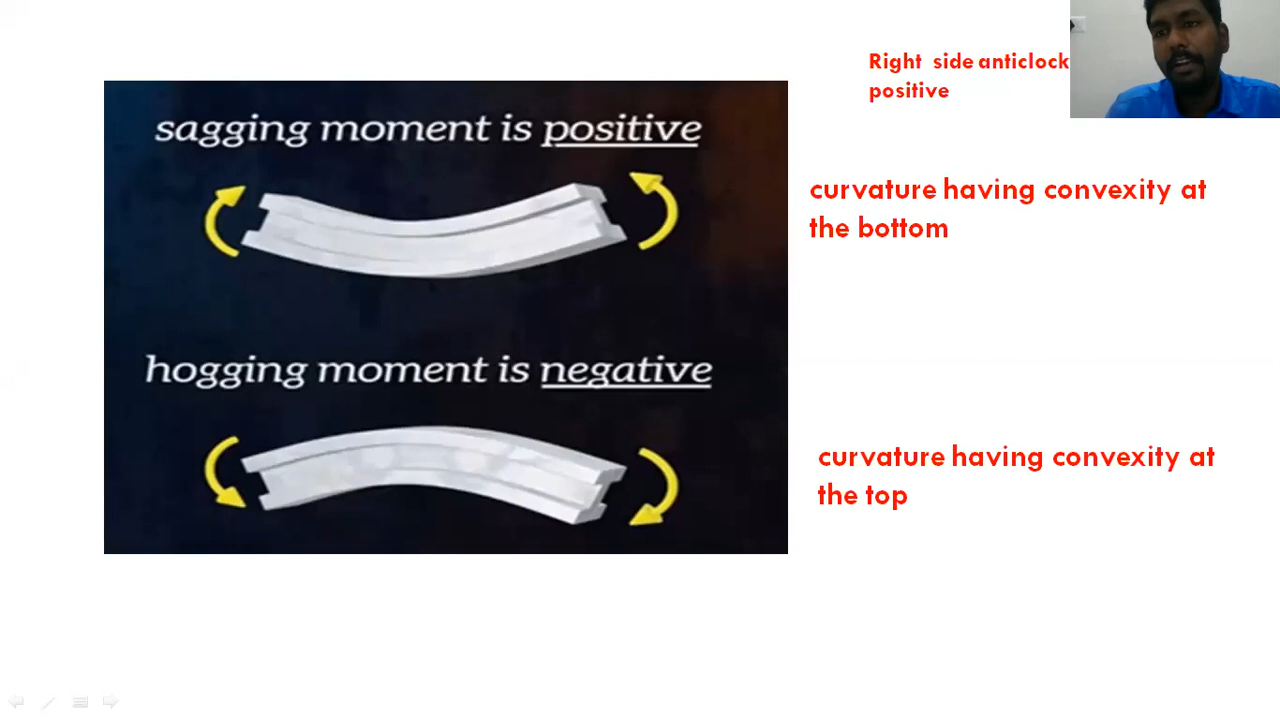 Right side anticlock
positive
sagging moment is positive
curvature having convexity at
the bottom
hogging moment is negative
curvature having convexity at
the top